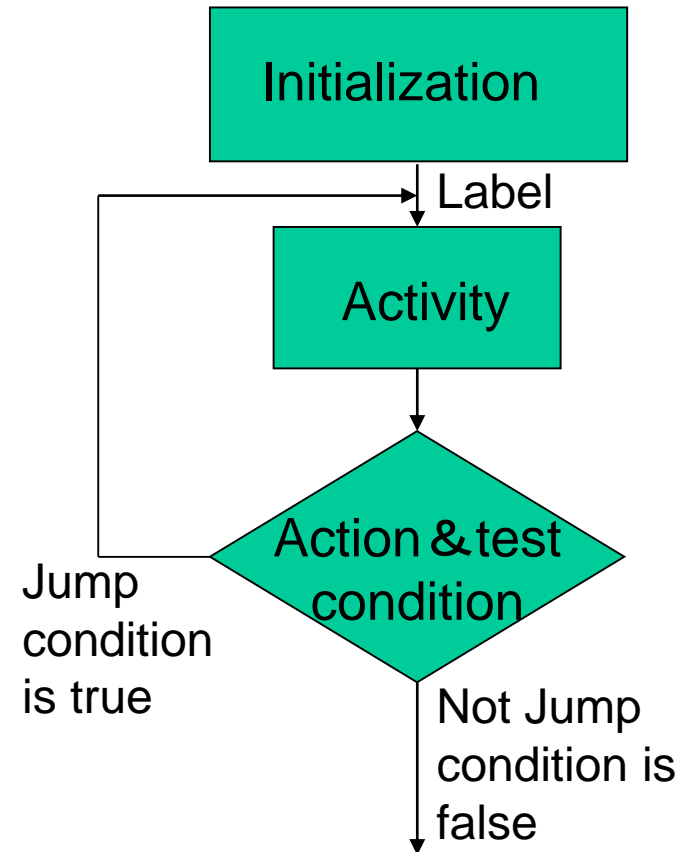 Initialization
Label
Activity
Action & test
condition
Jump
condition
is true
Not Jump
condition is
false